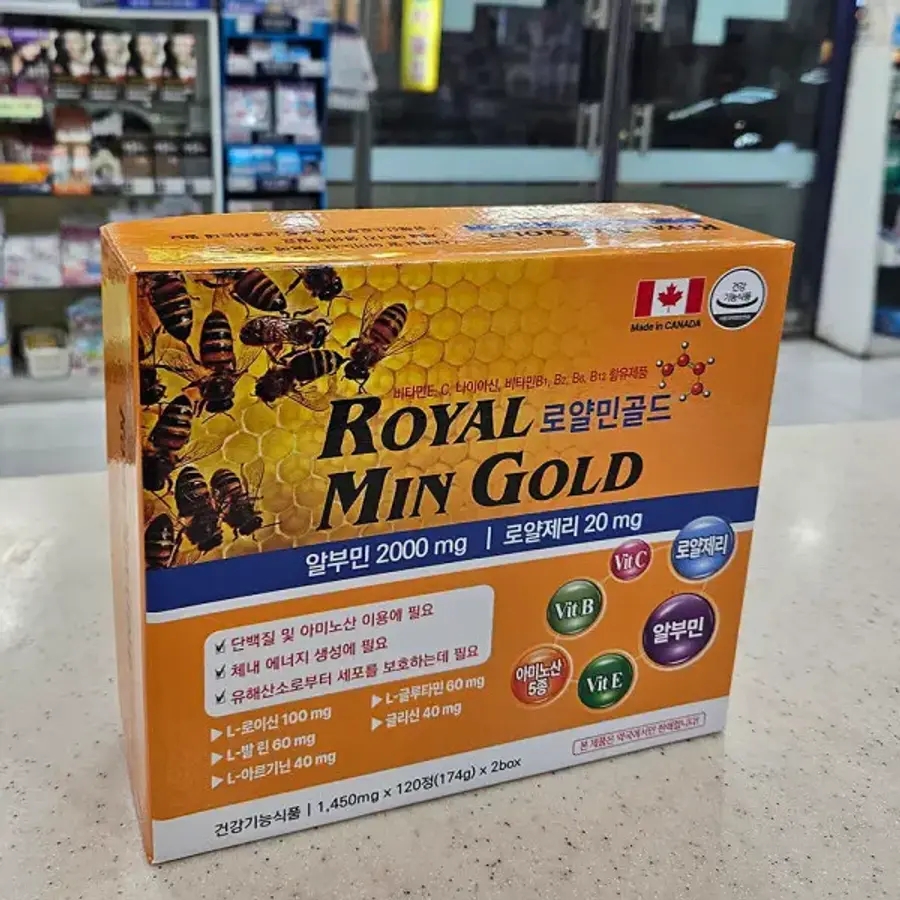 ROYAL
GOLD
Made in CANADA
건강
기능식품
비타민E, C, 나이아신, 비타민B1, B2, B6, B12 함유제품
ROYAL 로얄민골드
MIN GOLD
알부민 2000 mg | 로얄제리 20 mg
단백질 및 아미노산 이용에 필요
체내 에너지 생성에 필요
유해산소로부터 세포를 보호하는데 필요
Vit C
로얄제리
Vit B
알부민
아미노산
5종
Vit E
L-로이신 100 mg
L-글루타민 60 mg
L-발린 60 mg
글리신 40 mg
L-아르기닌 40 mg
본 제품은 약국에서만 판매합니다!
건강기능식품 | 1,450mg x 120정(174g) x 2box